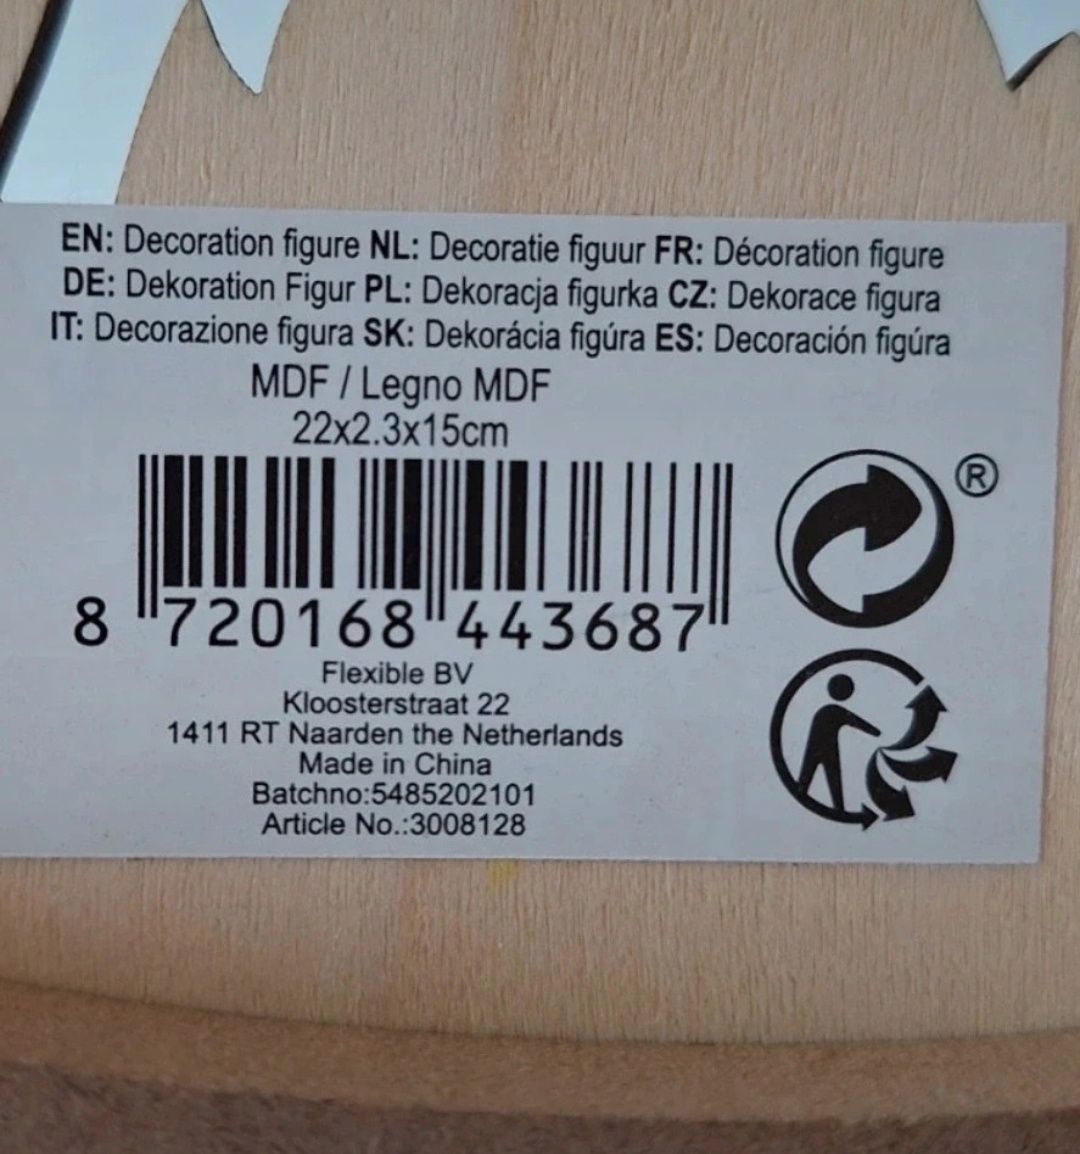 EN: Decoration figure NL: Decoratie figuur FR: Décoration figure
DE: Dekoration Figur PL: Dekoracja figurka CZ: Dekorace figura
IT: Decorazione figura SK: Dekorácia figúra ES: Decoración figúra
MDF / Legno MDF
22x2.3x15cm
®
8 720168 443687
Flexible BV
Kloosterstraat 22
1411 RT Naarden the Netherlands
Made in China
Batchno:5485202101
Article No.:3008128